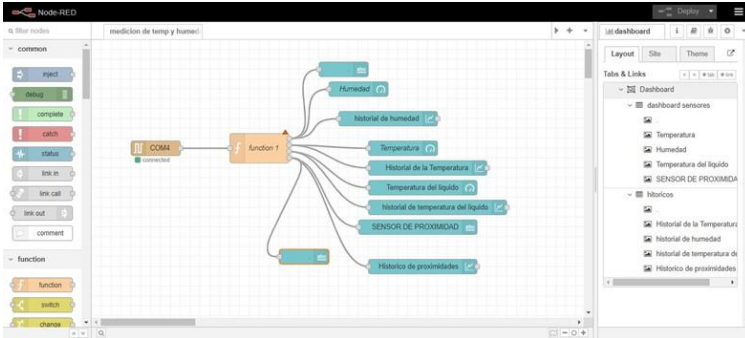 Node-RED
Deploy
filter nodes
medicion de temp y humed
dashboard
common
inject
debug
complete
catch
status
link in
link call
link out
comment
function
function
switch
change
Humedad
historial de humedad
COM4
connected
function 1
Temperatura
Historial de la Temperatura
Temperatura del liquido
historial de temperatura del liquido
SENSOR DE PROXIMIDAD
Historico de proximidades
Layout
Site
Theme
Tabs & Links
tab
link
Dashboard
dashboard sensores
.
Temperatura
Humedad
Temperatura del liquido
SENSOR DE PROXIMIDA
hitoricos
.
Historial de la Temperatura
historial de humedad
historial de temperatura de
Historico de proximidades